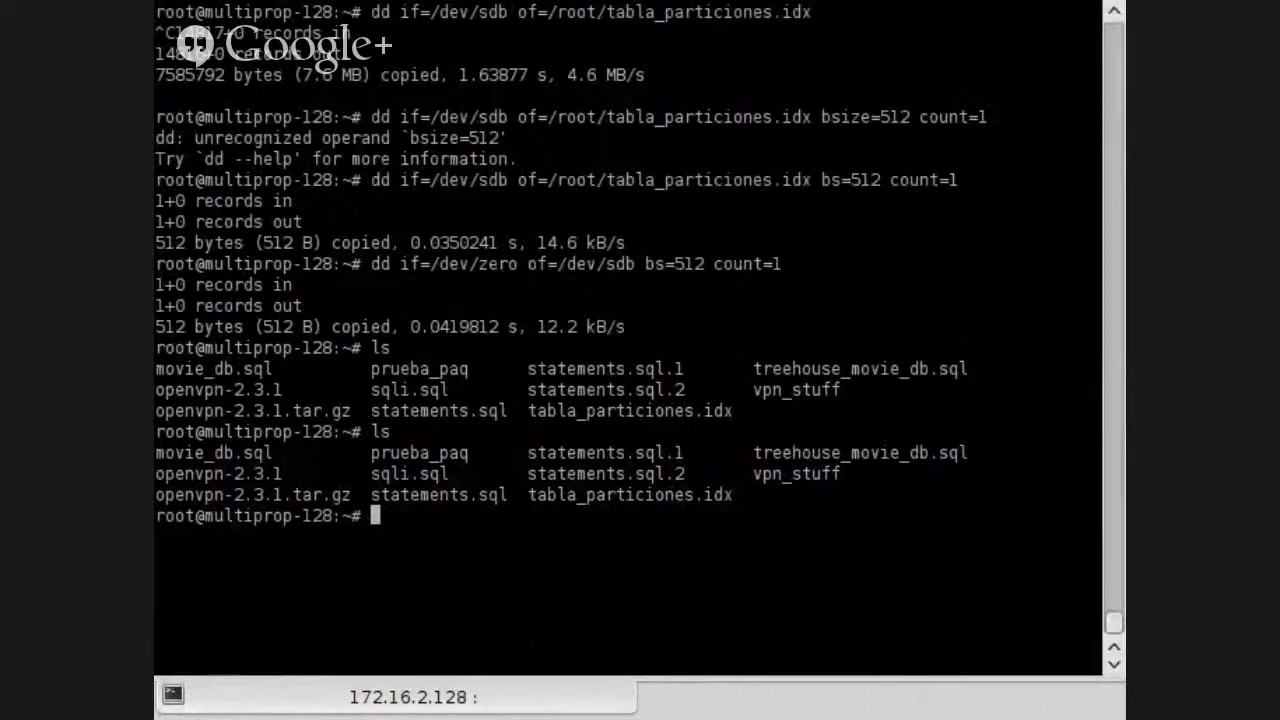 root@multiprop-128:~# dd if=/dev/sdb of=/root/tabla_particiones.idx
^C14817+0 records in
Google+
records out
7585792 bytes (7.6 MB) copied, 1.63877 s, 4.6 MB/s
root@multiprop-128:~# dd if=/dev/sdb of=/root/tabla_particiones.idx bsize=512 count=1
dd: unrecognized operand `bsize=512'
Try `dd --help' for more information.
root@multiprop-128:~# dd if=/dev/sdb of=/root/tabla_particiones.idx bs=512 count=1
1+0 records in
1+0 records out
512 bytes (512 B) copied, 0.0350241 s, 14.6 kB/s
root@multiprop-128:~# dd if=/dev/zero of=/dev/sdb bs=512 count=1
1+0 records in
1+0 records out
512 bytes (512 B) copied, 0.0419812 s, 12.2 kB/s
root@multiprop-128:~# ls
movie_db.sql prueba_paq statements.sql.1 treehouse_movie_db.sql
openvpn-2.3.1 sqli.sql statements.sql.2 vpn_stuff
openvpn-2.3.1.tar.gz statements.sql tabla_particiones.idx
root@multiprop-128:~# ls
movie_db.sql prueba_paq statements.sql.1 treehouse_movie_db.sql
openvpn-2.3.1 sqli.sql statements.sql.2 vpn_stuff
openvpn-2.3.1.tar.gz statements.sql tabla_particiones.idx
root@multiprop-128:~#
172.16.2.128 :